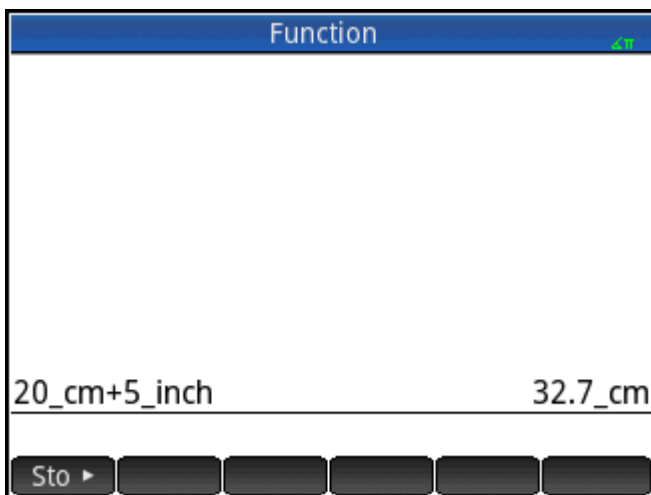 Function
∡π
20_cm+5_inch 32.7_cm
Sto ▸